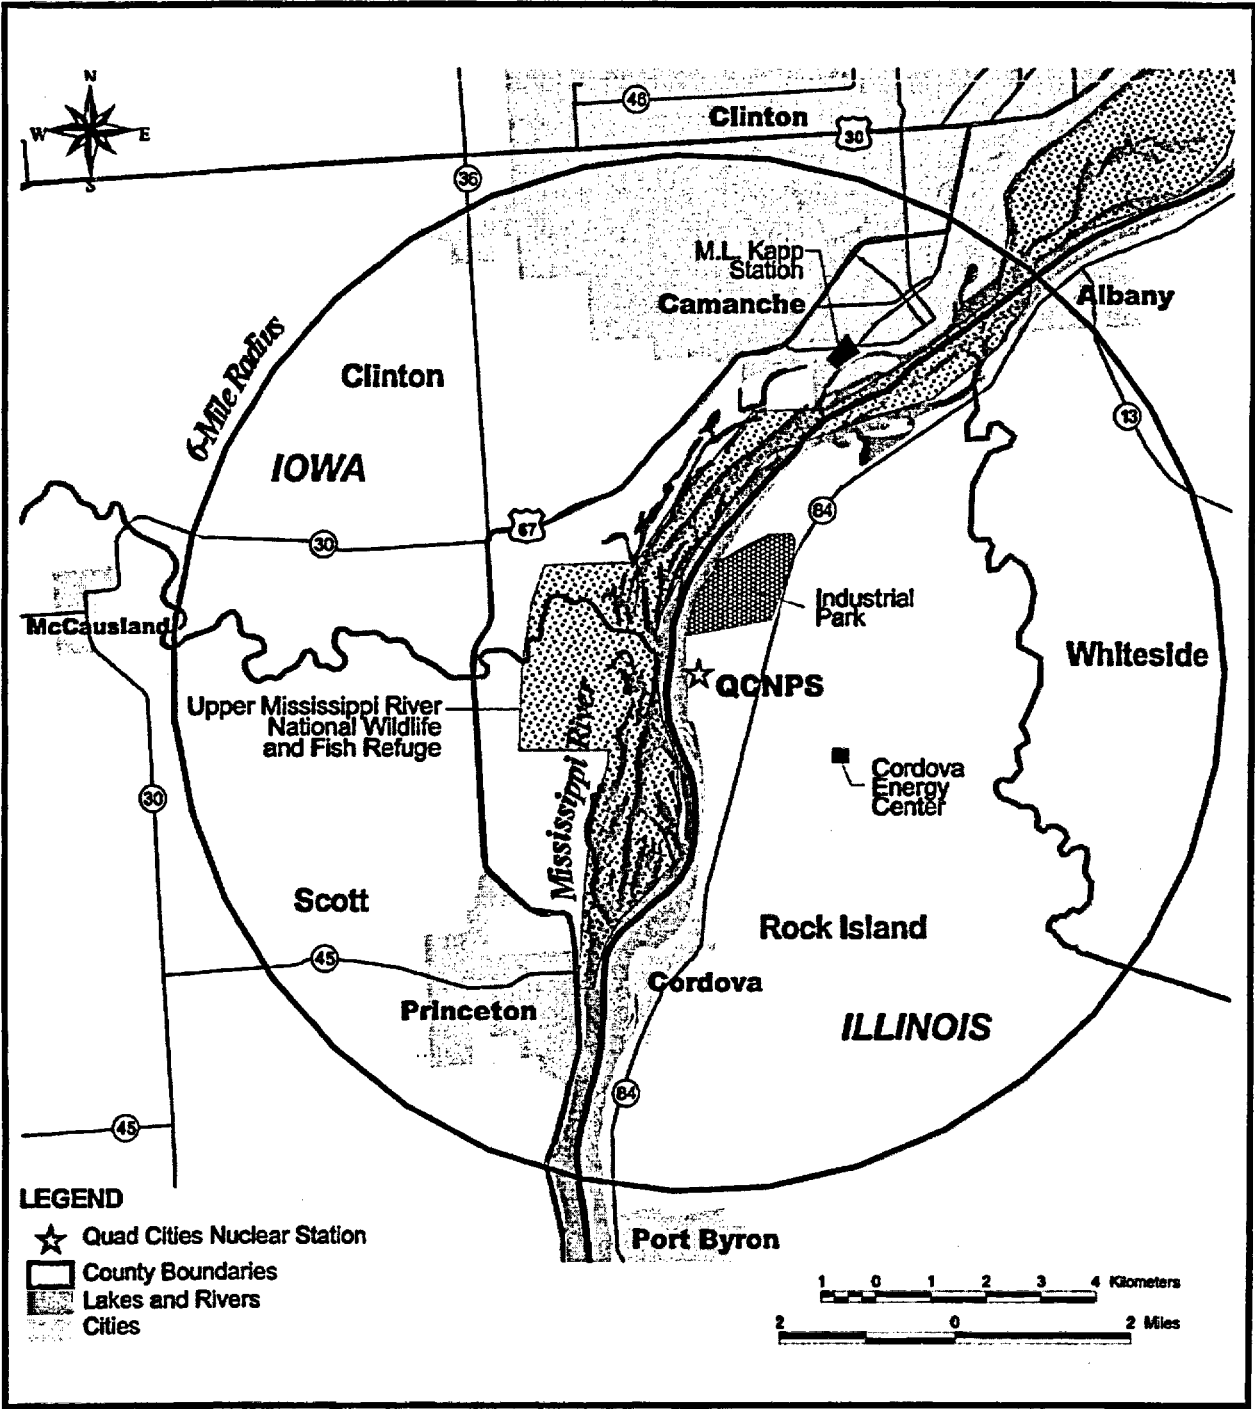 N
W E
S
46
Clinton
30
36
M.L. Kapp
Station
Camanche
Albany
6-Mile Radius
Clinton
13
IOWA
84
67
30
Industrial
Park
McCausland
Whiteside
QCNPS
Upper Mississippi River
National Wildlife
and Fish Refuge
Mississippi River
Cordova
Energy
Center
30
Scott
Rock Island
45
Cordova
Princeton
ILLINOIS
84
45
LEGEND
Quad Cities Nuclear Station
County Boundaries
Lakes and Rivers
Cities
Port Byron
1 0 1 2 3 4 Kilometers
2 0 2 Miles